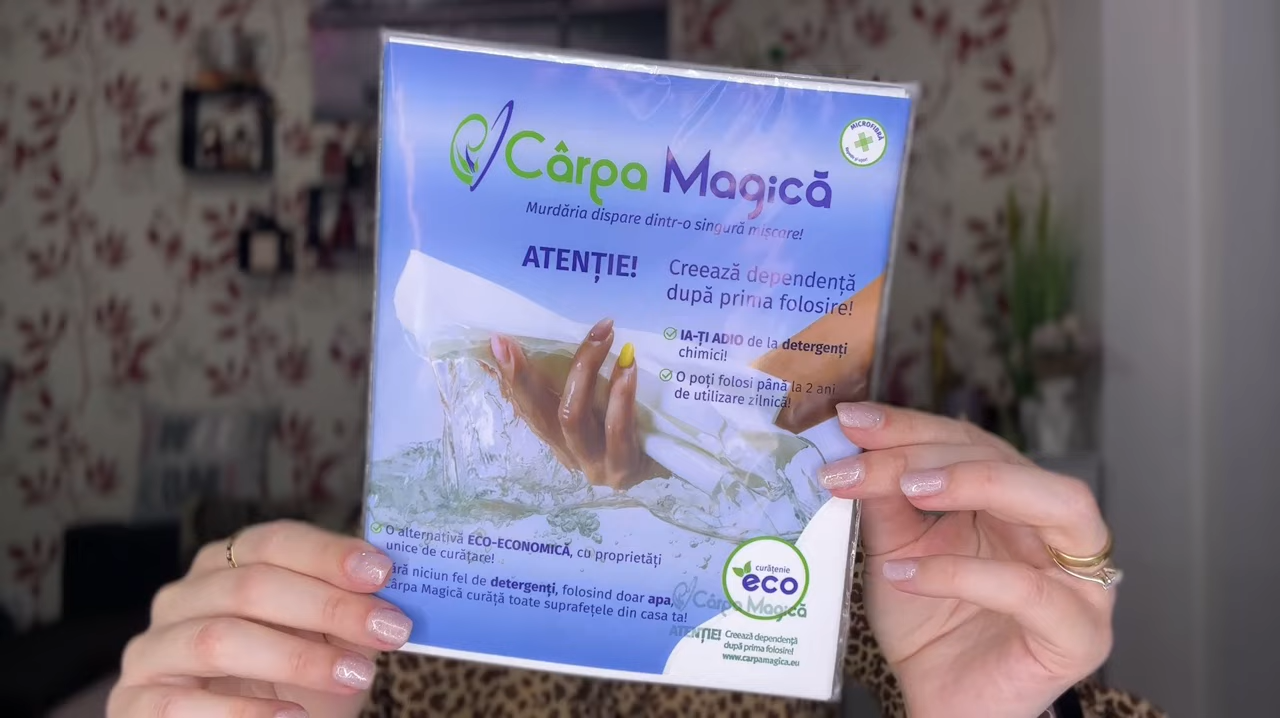 Cârpa Magică
Murdăria dispare dintr-o singură mișcare!
MICROFIBRĂ
ATENȚIE!
Creează dependență
după prima folosire!
IA-ȚI ADIO de la detergenți
chimici!
O poți folosi până la 2 ani
de utilizare zilnică!
O alternativă ECO-ECONOMICĂ, cu proprietăți
unice de curățare!
ără niciun fel de detergenți, folosind doar apa,
Cârpa Magică curăță toate suprafețele din casa ta!
curățenie
eco
Cârpa Magică
ATENȚIE! Creează dependență
după prima folosire!
www.carpamagica.eu